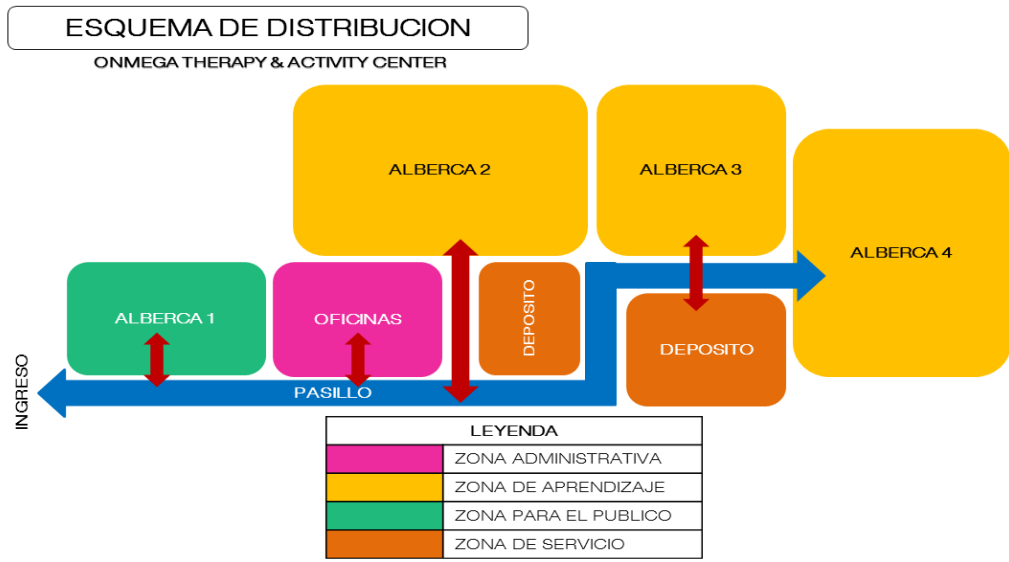 ESQUEMA DE DISTRIBUCION
ONMEGA THERAPY & ACTIVITY CENTER
ALBERCA 2
ALBERCA 3
ALBERCA 4
ALBERCA 1
OFICINAS
DEPOSITO
DEPOSITO
INGRESO
PASILLO
LEYENDA
ZONA ADMINISTRATIVA
ZONA DE APRENDIZAJE
ZONA PARA EL PUBLICO
ZONA DE SERVICIO